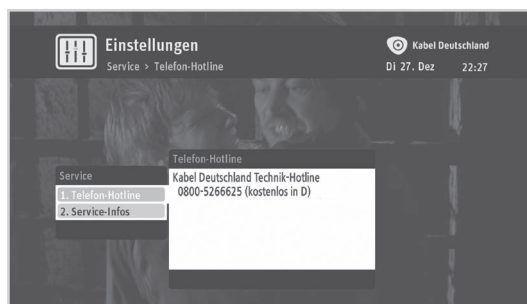 Einstellungen
Kabel Deutschland
Service > Telefon-Hotline
Di 27. Dez 22:27
Service
1. Telefon-Hotline
2. Service-Infos
Telefon-Hotline
Kabel Deutschland Technik-Hotline
0800-5266625 (kostenlos in D)